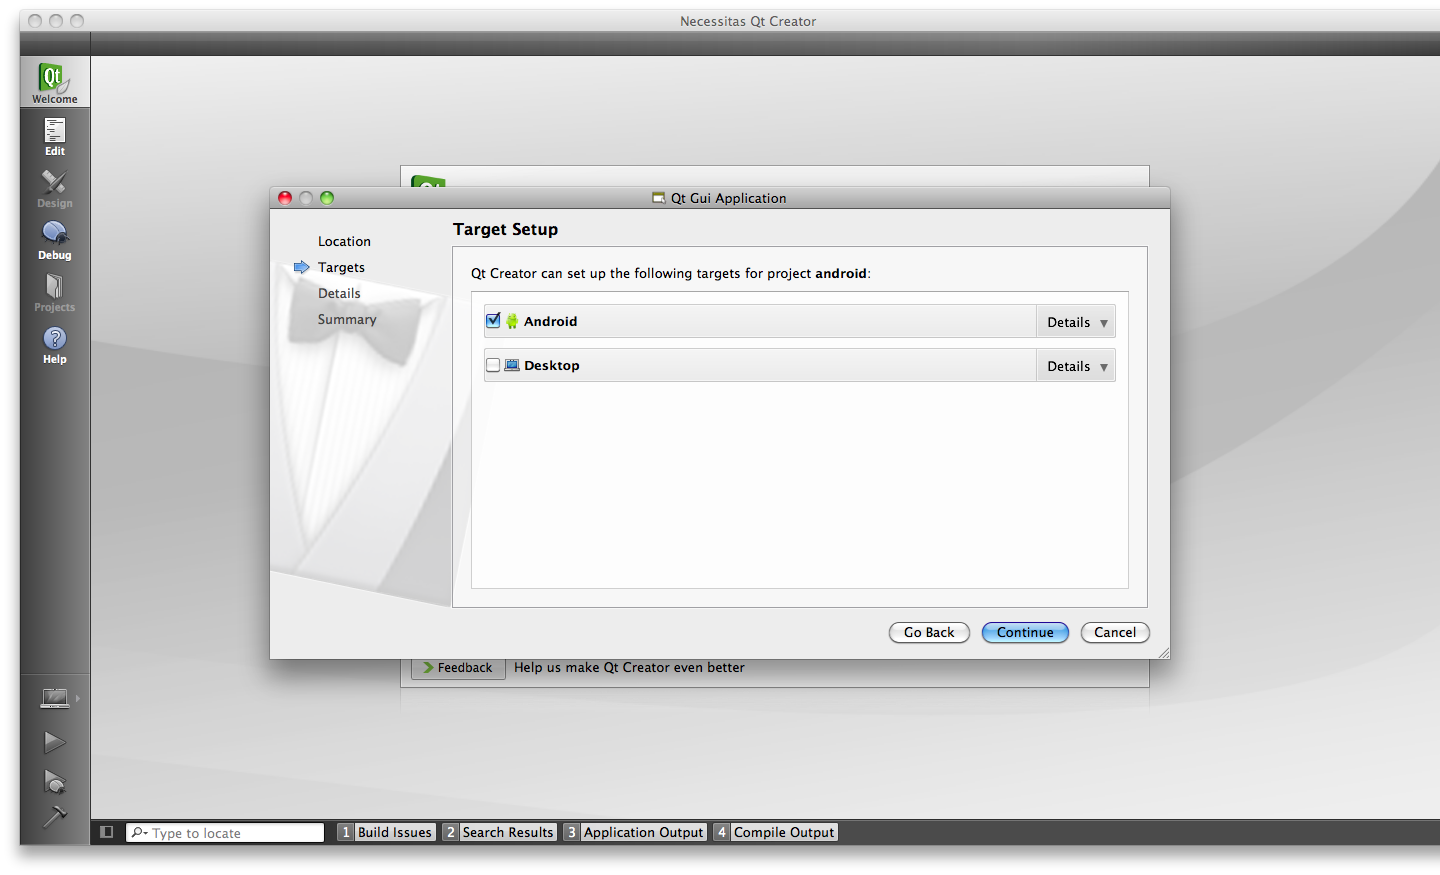 Necessitas Qt Creator
Qt
Welcome
Edit
Design
Debug
Projects
Help
Qt Gui Application
Location
Targets
Details
Summary
Target Setup
Qt Creator can set up the following targets for project android:
Android Details
Desktop Details
Go Back Continue Cancel
Feedback Help us make Qt Creator even better
Type to locate 1 Build Issues 2 Search Results 3 Application Output 4 Compile Output